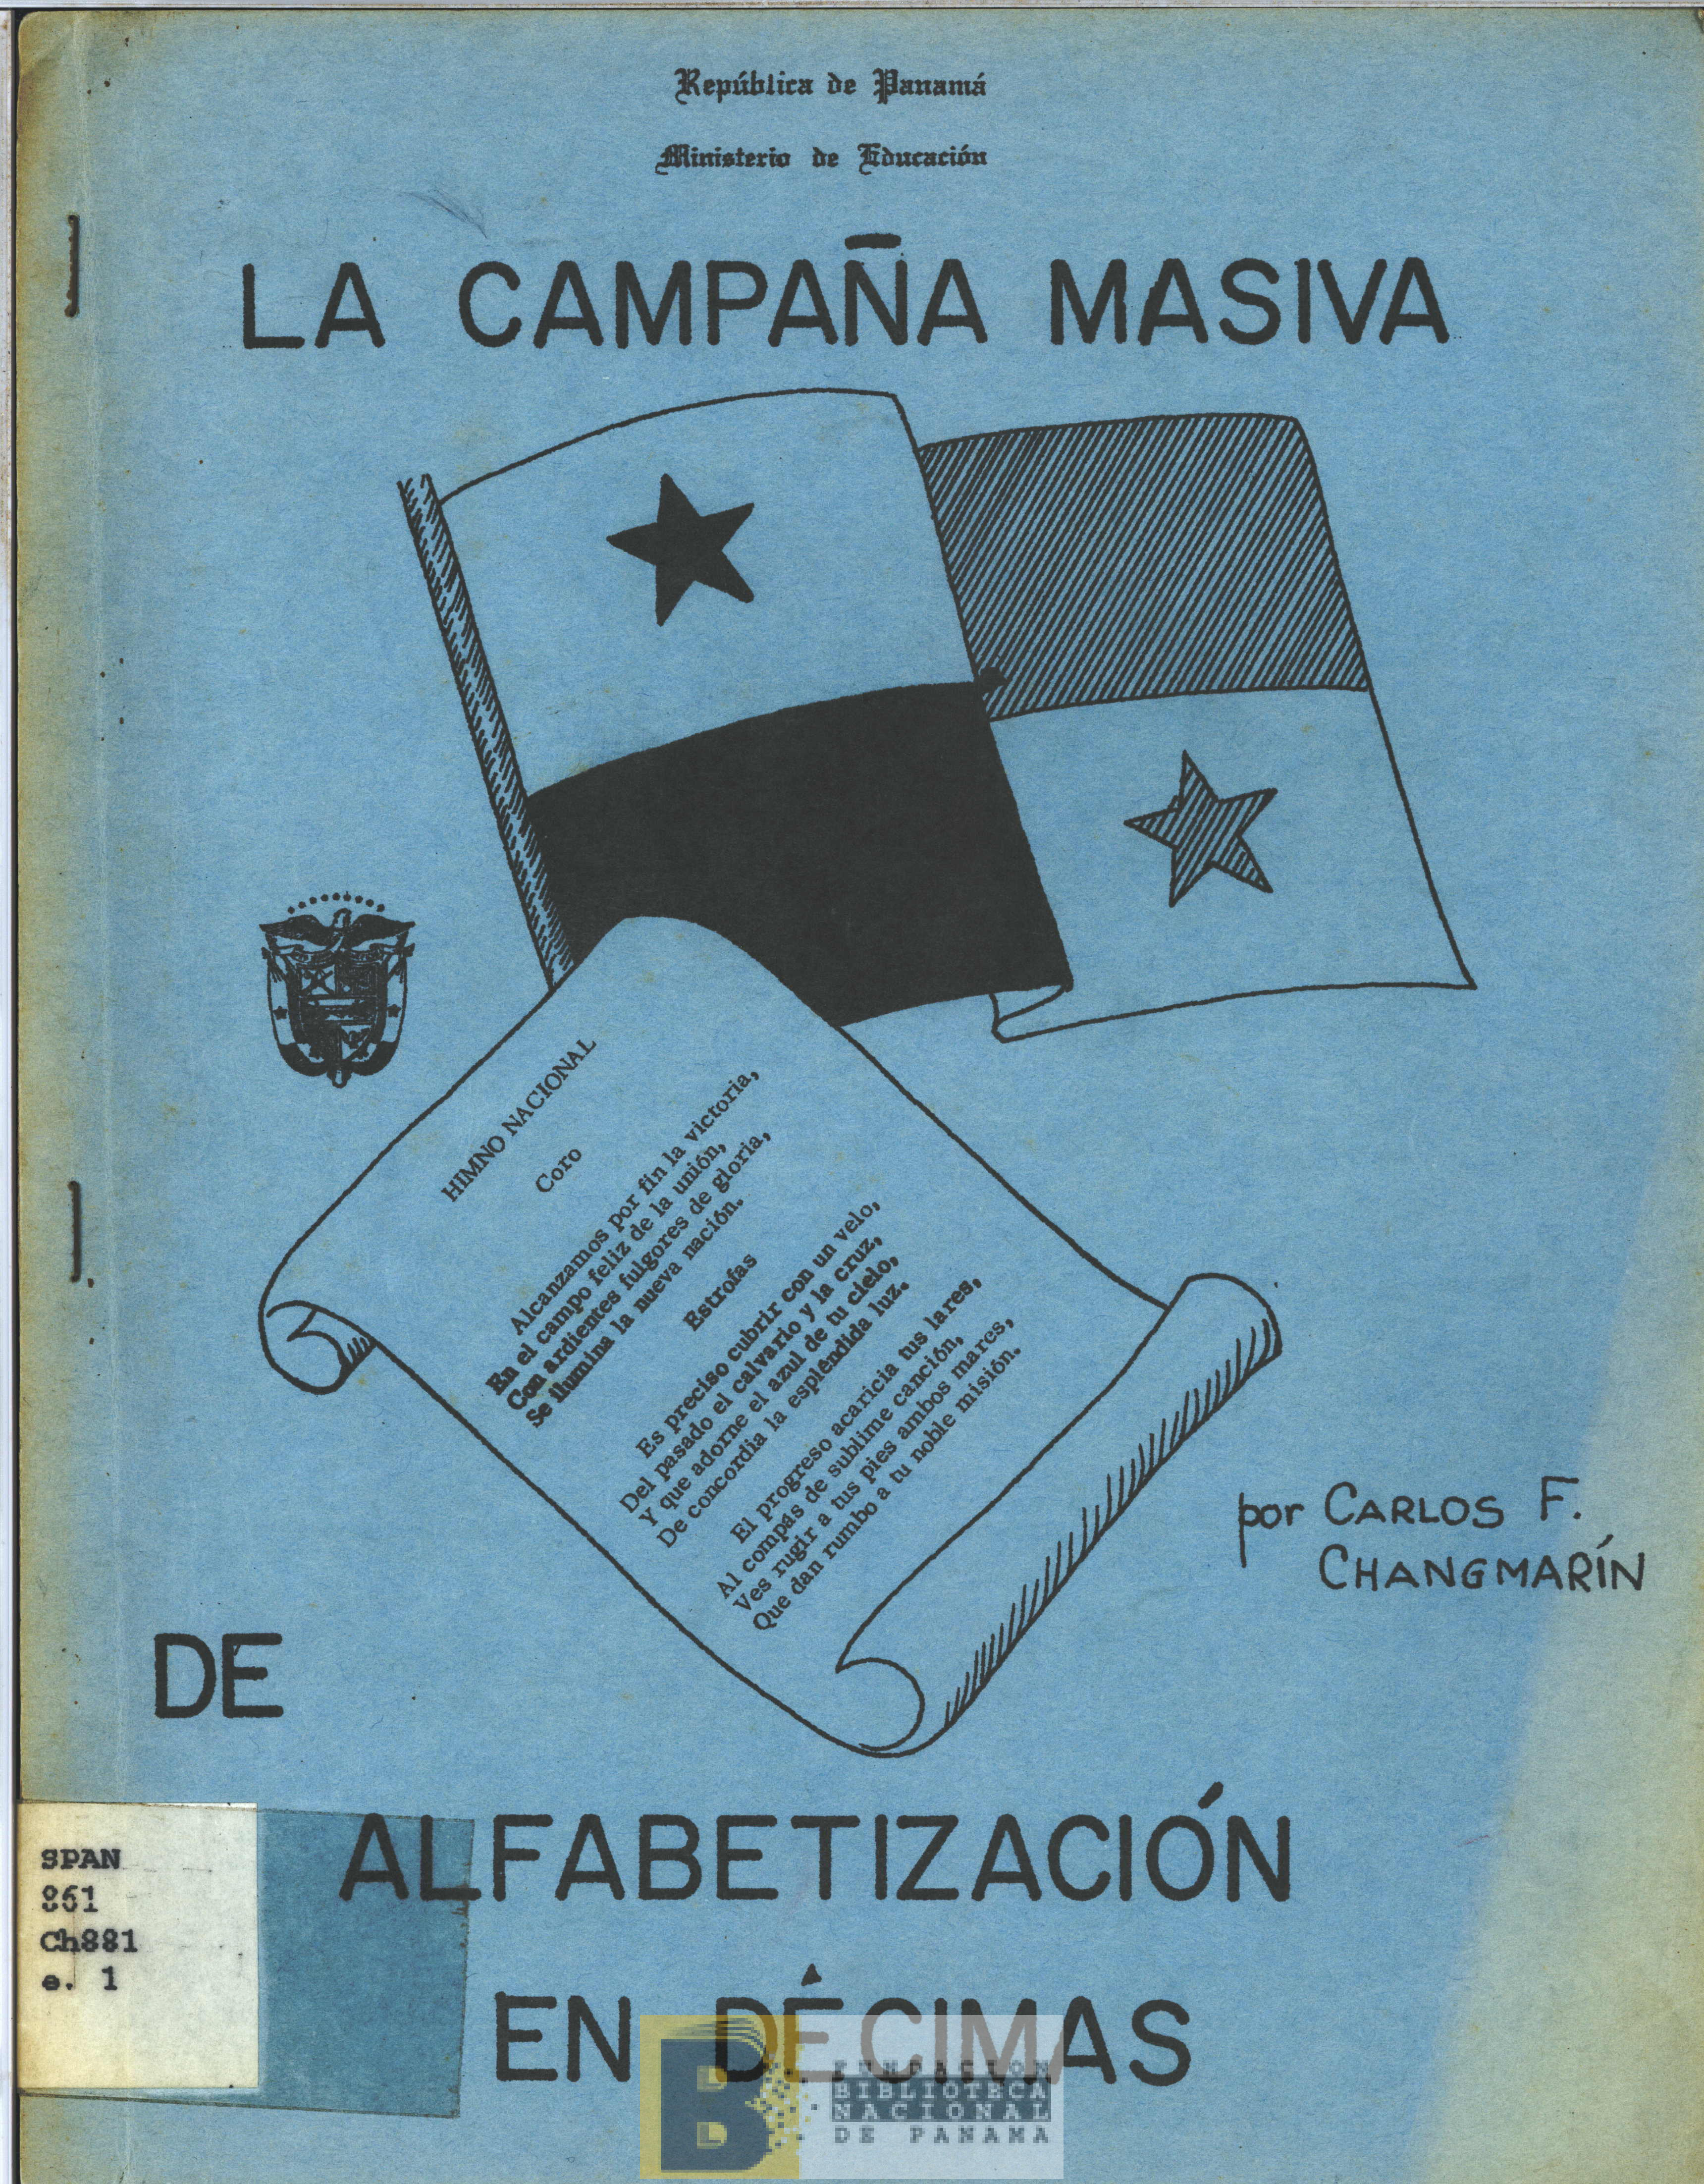 República de Panamá
Ministerio de Educación
LA CAMPAÑA MASIVA
HIMNO NACIONAL
Coro
Alcanzamos por fin la victoria,
En el campo feliz de la unión,
Con ardientes fulgores de gloria,
Se ilumina la nueva nación.
Estrofas
Es preciso cubrir con un velo,
Del pasado el calvario y la cruz,
Y que adorne el azul de tu cielo,
De concordia la espléndida luz.
El progreso acaricia tus lares,
Al compás de sublime canción,
Ves rugir a tus pies ambos mares,
Que dan rumbo a tu noble misión.
por CARLOS F.
CHANGMARÍN
DE
ALFABETIZACIÓN
EN DÉCIMAS
SPAN
861
Ch881
e. 1
B
FUNDACION
BIBLIOTECA
NACIONAL
DE PANAMA